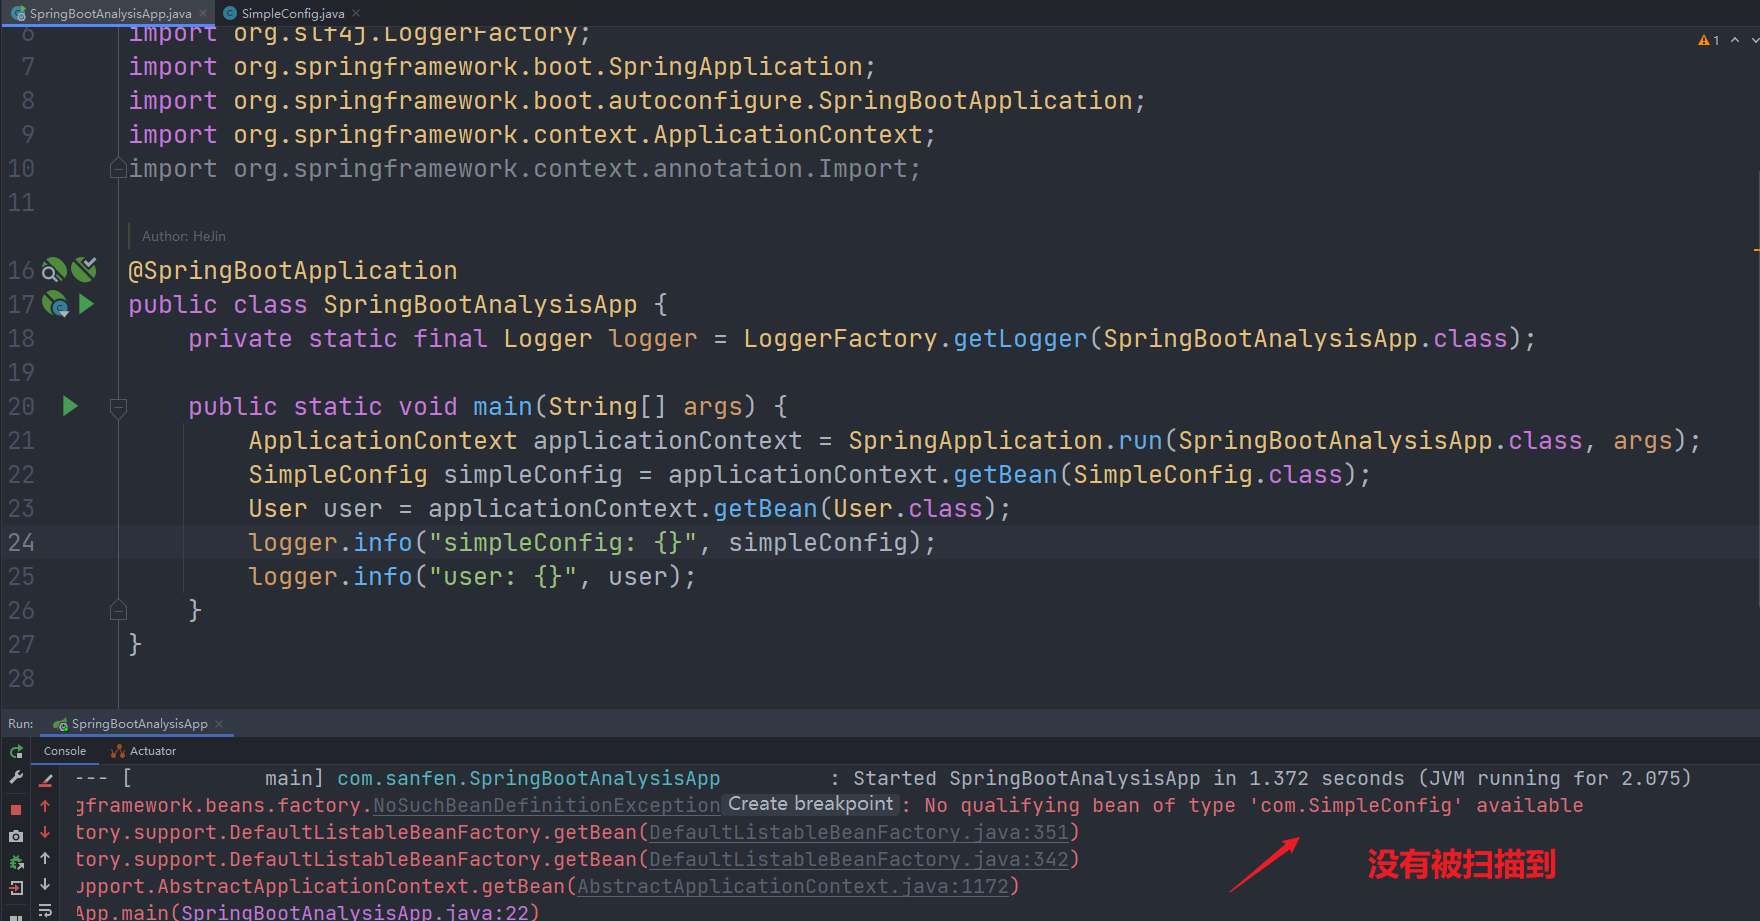 SpringBootAnalysisApp.java SimpleConfig.java
6 import org.slf4j.LoggerFactory;
1
7 import org.springframework.boot.SpringApplication;
8 import org.springframework.boot.autoconfigure.SpringBootApplication;
9 import org.springframework.context.ApplicationContext;
10 import org.springframework.context.annotation.Import;
11
Author: HeJin
16 @SpringBootApplication
17 public class SpringBootAnalysisApp {
18 private static final Logger logger = LoggerFactory.getLogger(SpringBootAnalysisApp.class);
19
20 public static void main(String[] args) {
21 ApplicationContext applicationContext = SpringApplication.run(SpringBootAnalysisApp.class, args);
22 SimpleConfig simpleConfig = applicationContext.getBean(SimpleConfig.class);
23 User user = applicationContext.getBean(User.class);
24 logger.info("simpleConfig: {}", simpleConfig);
25 logger.info("user: {}", user);
26 }
27 }
28
Run: SpringBootAnalysisApp
Console Actuator
--- [ main] com.sanfen.SpringBootAnalysisApp : Started SpringBootAnalysisApp in 1.372 seconds (JVM running for 2.075)
gframework.beans.factory.NoSuchBeanDefinitionException Create breakpoint : No qualifying bean of type 'com.SimpleConfig' available
tory.support.DefaultListableBeanFactory.getBean(DefaultListableBeanFactory.java:351)
tory.support.DefaultListableBeanFactory.getBean(DefaultListableBeanFactory.java:342)
没有被扫描到
upport.AbstractApplicationContext.getBean(AbstractApplicationContext.java:1172)
App.main(SpringBootAnalysisApp.java:22)